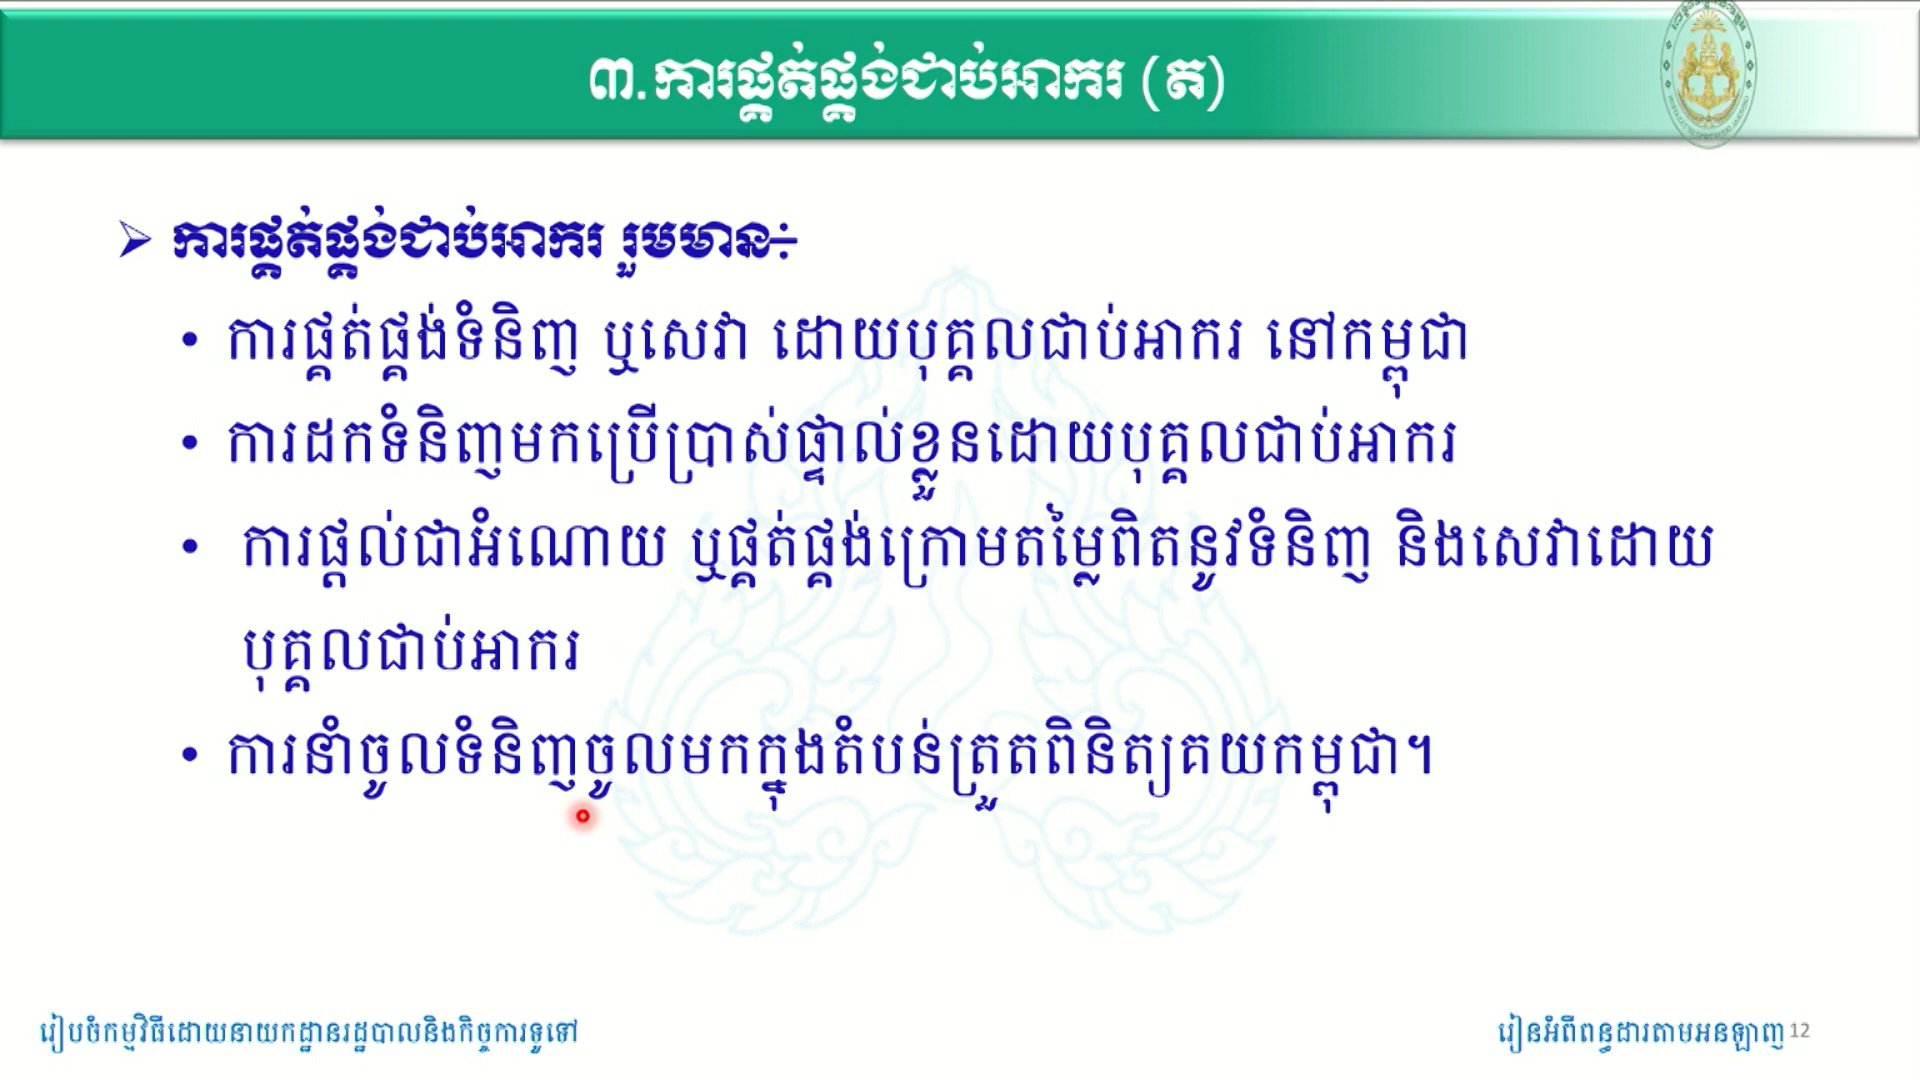 ៣. ការផ្គត់ផ្គង់ជាប់អាករ (ត)
ការផ្គត់ផ្គង់ជាប់អាករ រួមមាន÷
• ការផ្គត់ផ្គង់ទំនិញ ឬសេវា ដោយបុគ្គលជាប់អាករ នៅកម្ពុជា
• ការដកទំនិញមកប្រើប្រាស់ផ្ទាល់ខ្លួនដោយបុគ្គលជាប់អាករ
• ការផ្តល់ជាអំណោយ ឬផ្គត់ផ្គង់ក្រោមតម្លៃពិតនូវទំនិញ និងសេវាដោយ
បុគ្គលជាប់អាករ
• ការនាំចូលទំនិញចូលមកក្នុងតំបន់ត្រួតពិនិត្យគយកម្ពុជា។
រៀបចំកម្មវិធីដោយនាយកដ្ឋានរដ្ឋបាលនិងកិច្ចការទូទៅ
រៀនអំពីពន្ធដារតាមអនឡាញ 12